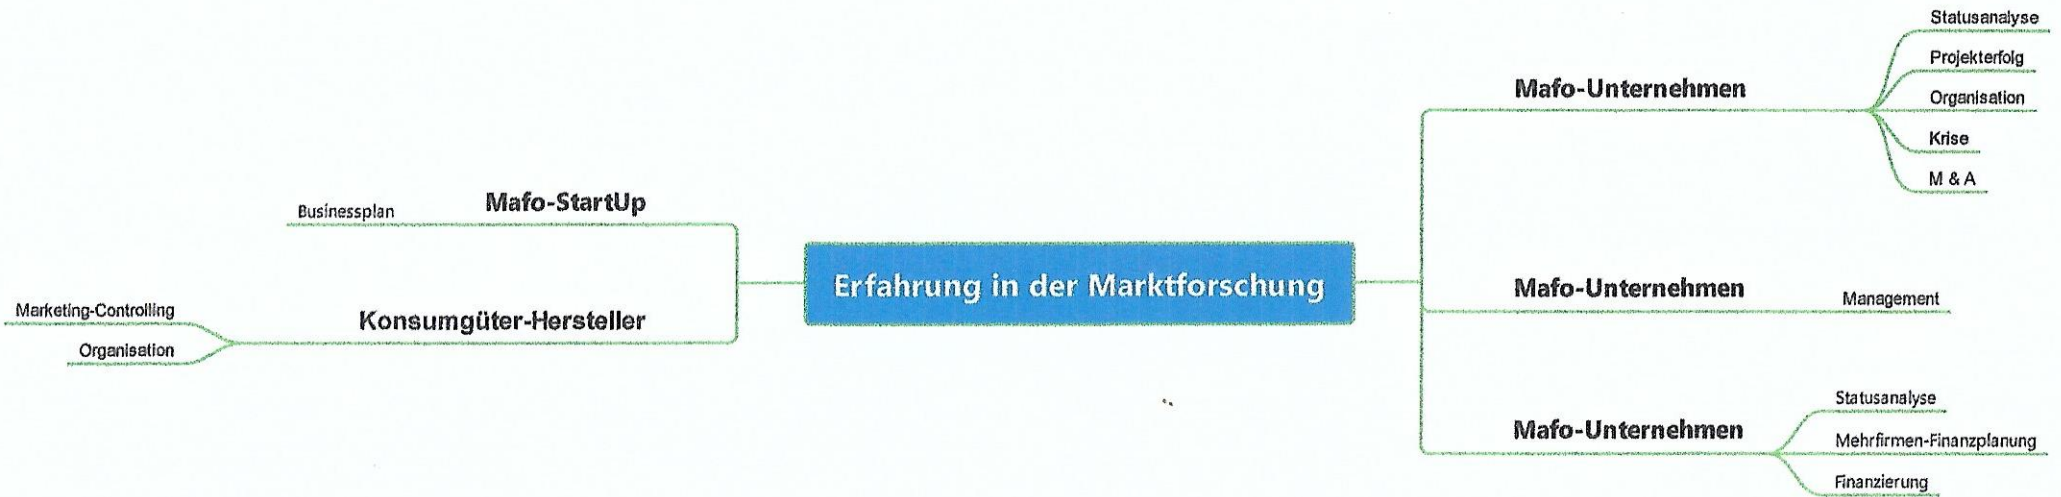 Erfahrung in der Marktforschung
Mafo-Unternehmen
Statusanalyse
Projekterfolg
Organisation
Krise
M & A
Mafo-Unternehmen
Management
Mafo-Unternehmen
Statusanalyse
Mehrfirmen-Finanzplanung
Finanzierung
Mafo-StartUp
Businessplan
Konsumgüter-Hersteller
Marketing-Controlling
Organisation